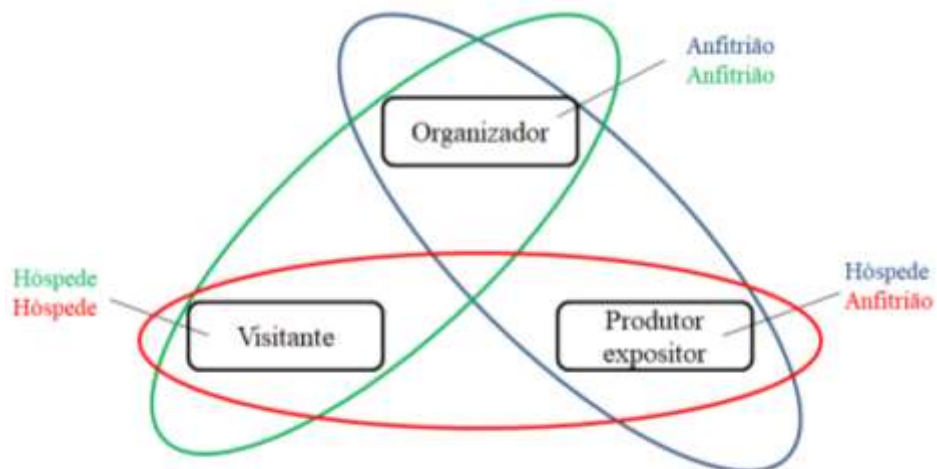 Anfitrião
Anfitrião
Organizador
Hóspede
Hóspede
Visitante
Produtor
expositor
Hóspede
Anfitrião